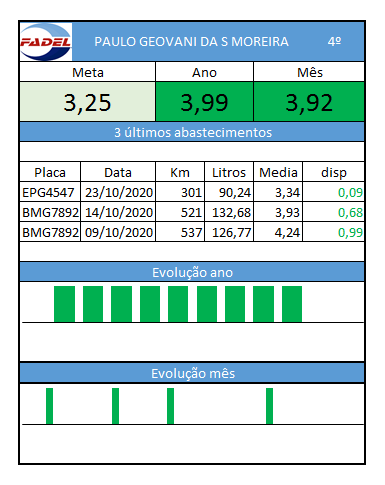 FADEL PAULO GEOVANI DA S MOREIRA 4º
Meta Ano Mês
3,25 3,99 3,92
3 últimos abastecimentos
Placa Data Km Litros Media disp
EPG4547 23/10/2020 301 90,24 3,34 0,09
BMG7892 14/10/2020 521 132,68 3,93 0,68
BMG7892 09/10/2020 537 126,77 4,24 0,99
Evolução ano
Evolução mês